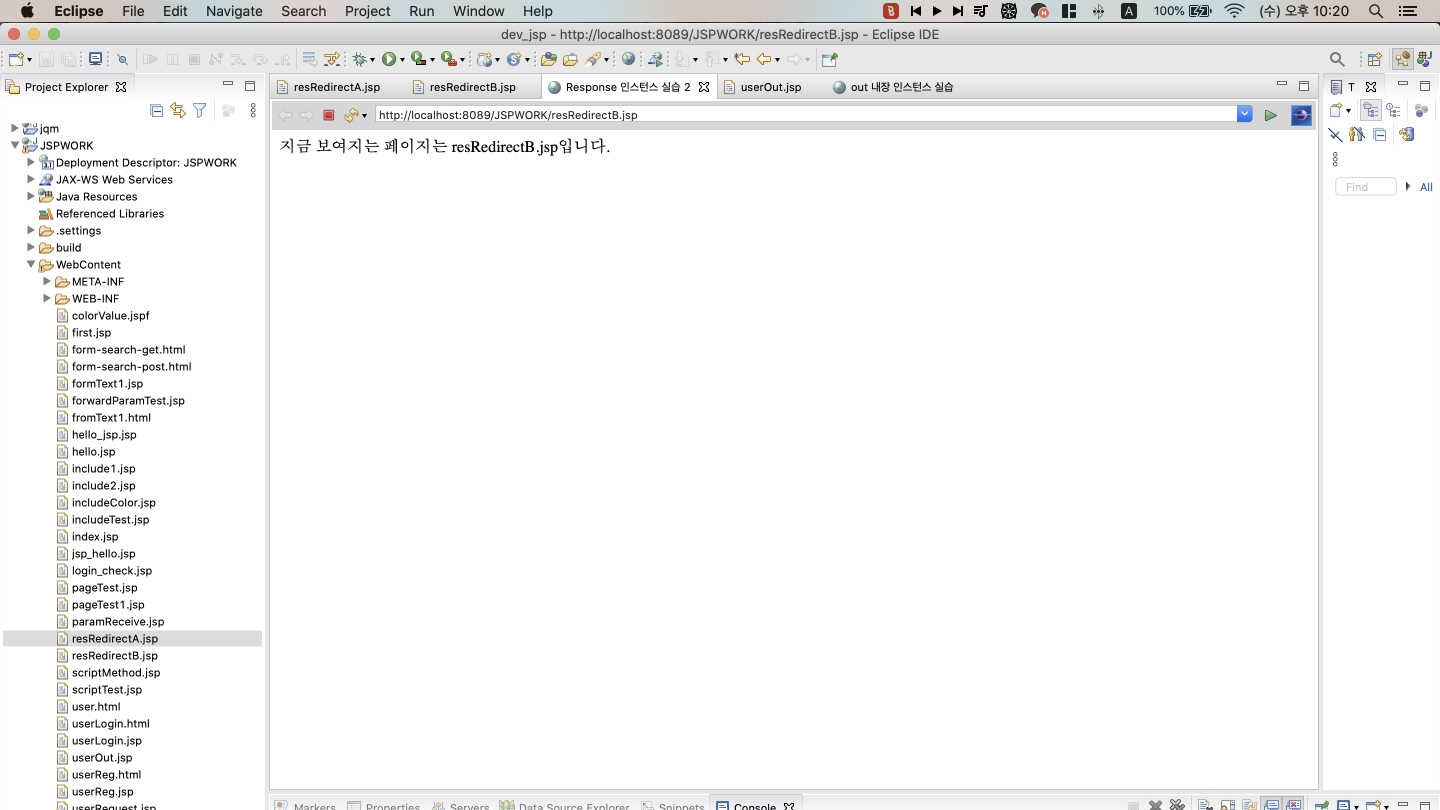 Eclipse File Edit Navigate Search Project Run Window Help 100% (수) 오후 10:20
dev_jsp - http://localhost:8089/JSPWORK/resRedirectB.jsp - Eclipse IDE
Project Explorer
resRedirectA.jsp resRedirectB.jsp Response 인스턴스 실습 2 userOut.jsp out 내장 인스턴스 실습
T
http://localhost:8089/JSPWORK/resRedirectB.jsp
지금 보여지는 페이지는 resRedirectB.jsp입니다.
Find All
jqm
JSPWORK
Deployment Descriptor: JSPWORK
JAX-WS Web Services
Java Resources
Referenced Libraries
.settings
build
WebContent
META-INF
WEB-INF
colorValue.jspf
first.jsp
form-search-get.html
form-search-post.html
formText1.jsp
forwardParamTest.jsp
fromText1.html
hello_jsp.jsp
hello.jsp
include1.jsp
include2.jsp
includeColor.jsp
includeTest.jsp
index.jsp
jsp_hello.jsp
login_check.jsp
pageTest.jsp
pageTest1.jsp
paramReceive.jsp
resRedirectA.jsp
resRedirectB.jsp
scriptMethod.jsp
scriptTest.jsp
user.html
userLogin.html
userLogin.jsp
userOut.jsp
userReg.html
userReg.jsp
userRequest.jsp
Markers Properties Servers Data Source Explorer Snippets Console